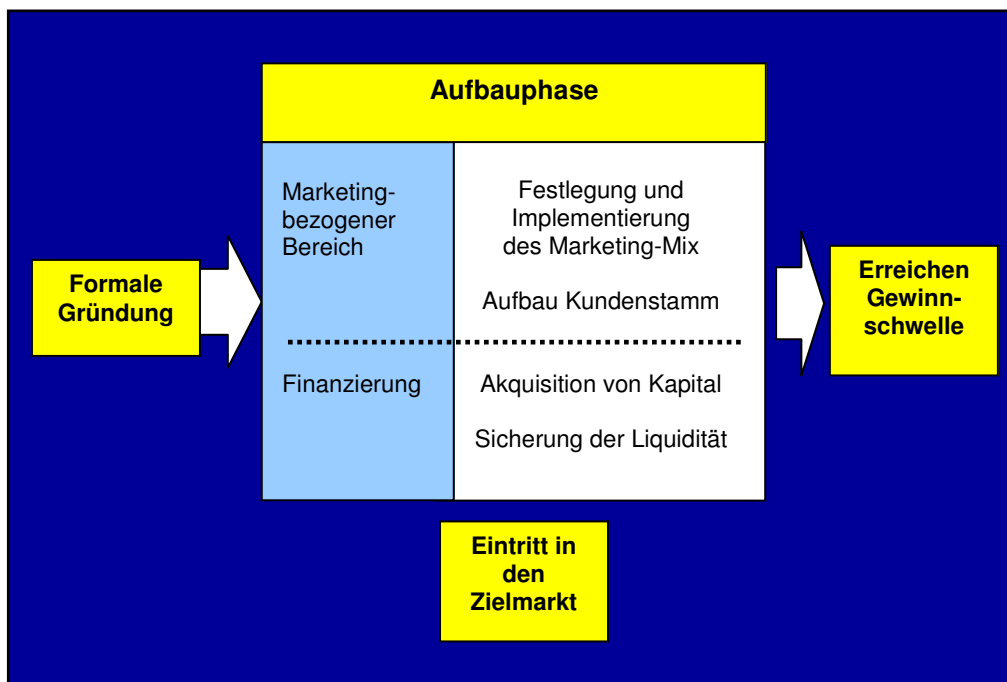 Aufbauphase
Marketing-
bezogener
Bereich
Festlegung und
Implementierung
des Marketing-Mix
Aufbau Kundenstamm
Formale
Gründung
Erreichen
Gewinn-
schwelle
Finanzierung
Akquisition von Kapital
Sicherung der Liquidität
Eintritt in
den
Zielmarkt